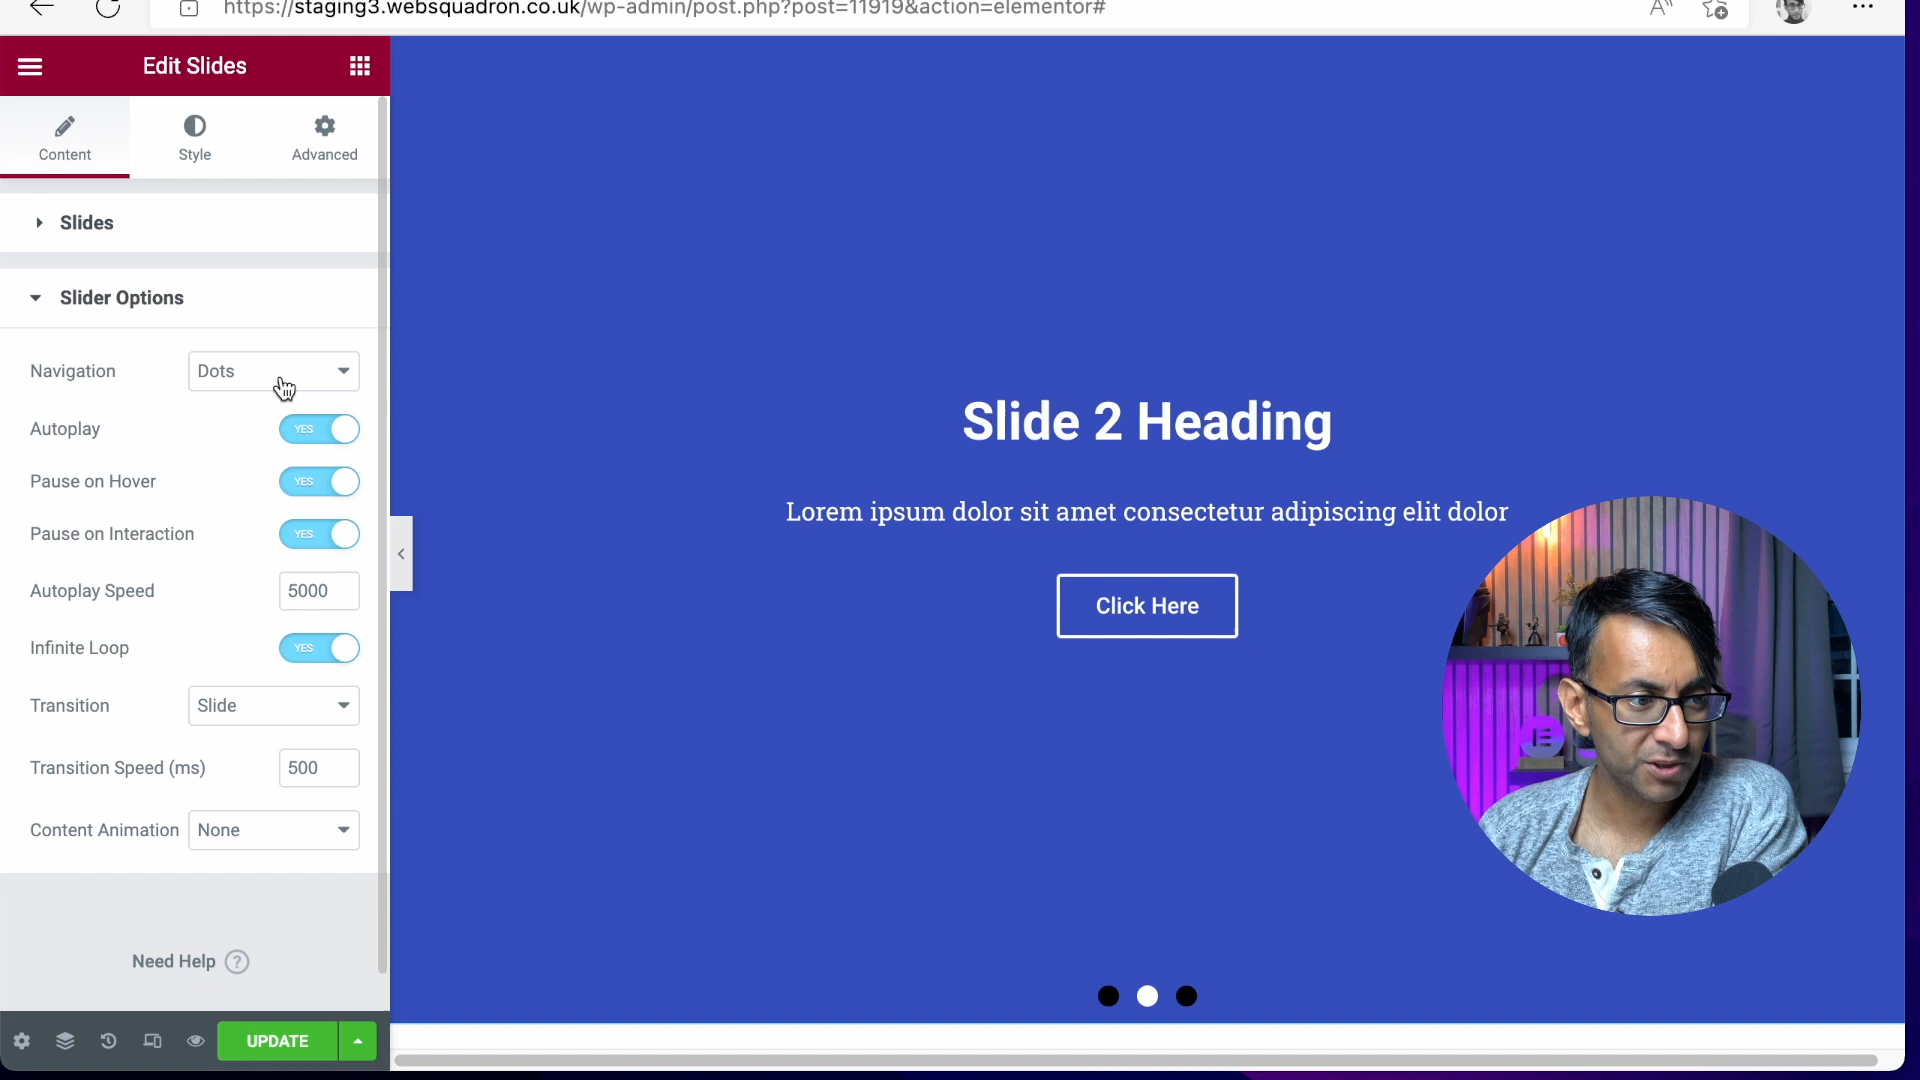 https://staging3.websquadron.co.uk/wp-admin/post.php?post=11919&action=elementor#
Edit Slides
Content
Style
Advanced
Slides
Slider Options
Navigation
Dots
Autoplay
YES
Pause on Hover
YES
Pause on Interaction
YES
Autoplay Speed
5000
Infinite Loop
YES
Transition
Slide
Transition Speed (ms)
500
Content Animation
None
Need Help ?
UPDATE
Slide 2 Heading
Lorem ipsum dolor sit amet consectetur adipiscing elit dolor
Click Here